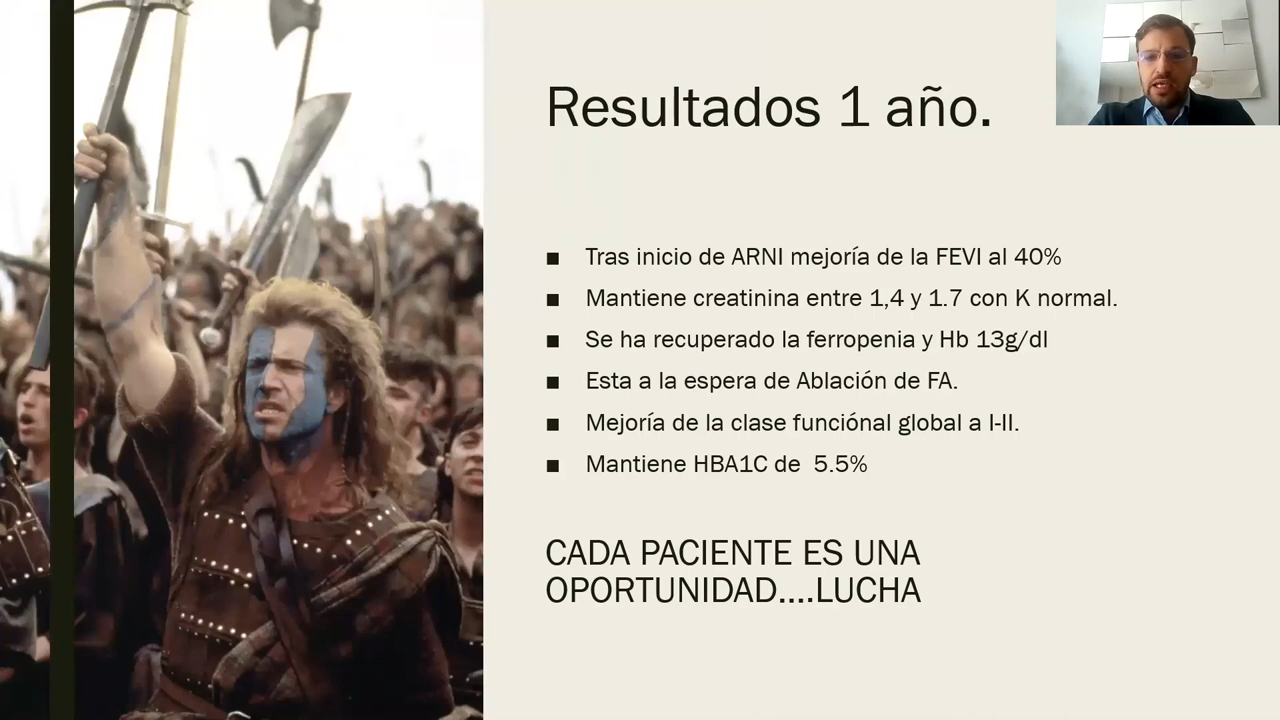 Resultados 1 año.
Tras inicio de ARNI mejoría de la FEVI al 40%
Mantiene creatinina entre 1,4 y 1.7 con K normal.
Se ha recuperado la ferropenia y Hb 13g/dl
Esta a la espera de Ablación de FA.
Mejoría de la clase funciónal global a I-II.
Mantiene HBA1C de  5.5%
CADA PACIENTE ES UNA
OPORTUNIDAD....LUCHA